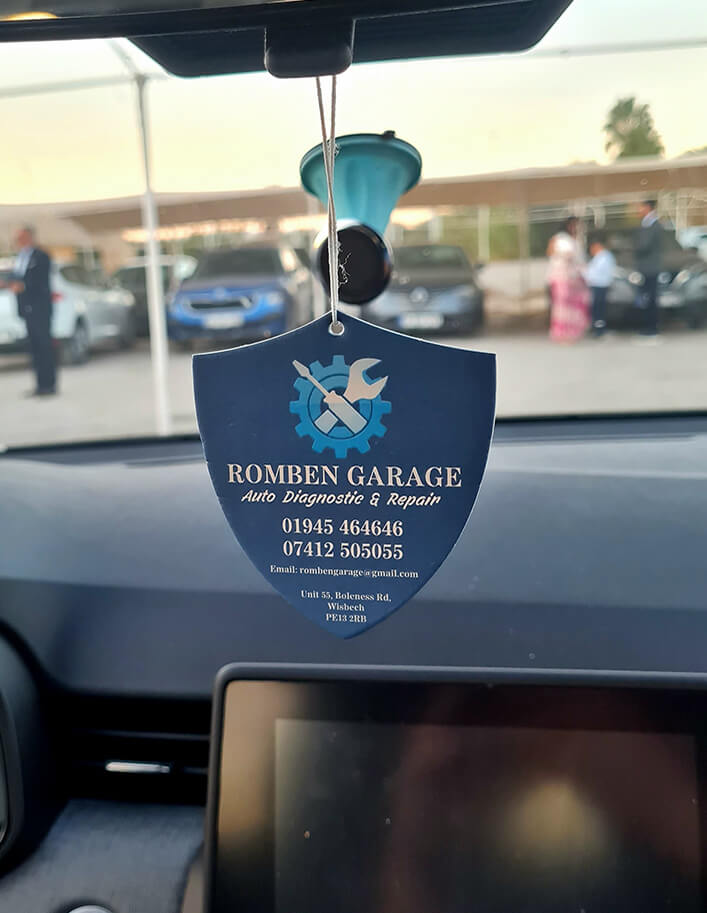 ROMBEN GARAGE
Auto Diagnostic & Repair
01945 464646
07412 505055
Email: rombengarage@gmail.com
Unit 55, Boleness Rd,
Wisbech
PE13 2RB